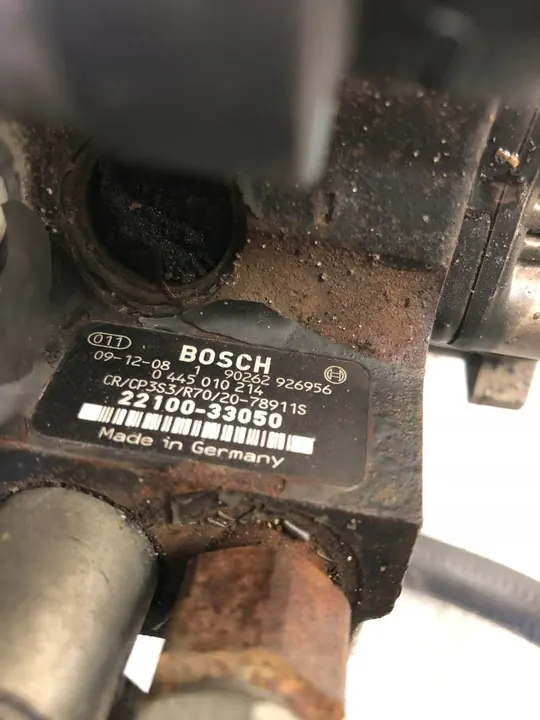 011
BOSCH
09-12-08 1 90262 926956
0 445 010 214
CR/CP3S3/R70/20-78911S
22100-33050
Made in Germany